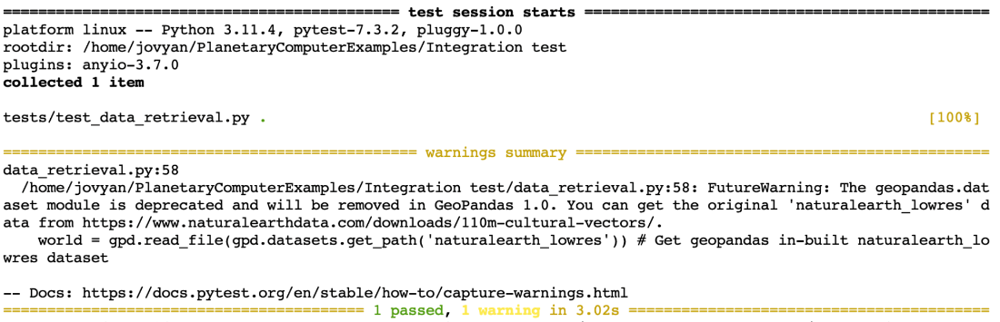 ============================================= test session starts ==============================================
platform linux -- Python 3.11.4, pytest-7.3.2, pluggy-1.0.0
rootdir: /home/jovyan/PlanetaryComputerExamples/Integration test
plugins: anyio-3.7.0
collected 1 item
tests/test_data_retrieval.py . [100%]
=============================================== warnings summary ===============================================
data_retrieval.py:58
/home/jovyan/PlanetaryComputerExamples/Integration test/data_retrieval.py:58: FutureWarning: The geopandas.dat
aset module is deprecated and will be removed in GeoPandas 1.0. You can get the original 'naturalearth_lowres' d
ata from https://www.naturalearthdata.com/downloads/110m-cultural-vectors/.
world = gpd.read_file(gpd.datasets.get_path('naturalearth_lowres')) # Get geopandas in-built naturalearth_lo
wres dataset
-- Docs: https://docs.pytest.org/en/stable/how-to/capture-warnings.html
========================================= 1 passed, 1 warning in 3.02s =========================================